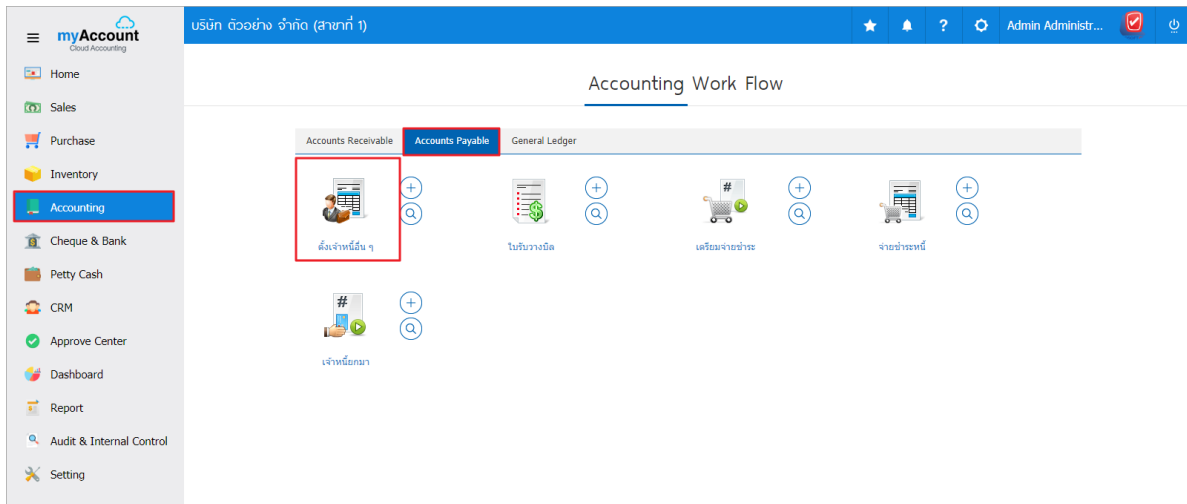 myAccount
Cloud Accounting
บริษัท ตัวอย่าง จำกัด (สาขาที่ 1)
?
Admin Administr...
Home
Sales
Purchase
Inventory
Accounting
Cheque & Bank
Petty Cash
CRM
Approve Center
Dashboard
Report
Audit & Internal Control
Setting
Accounting Work Flow
Accounts Receivable
Accounts Payable
General Ledger
ตั้งเจ้าหนี้อื่น ๆ
ใบรับวางบิล
#
เตรียมจ่ายชำระ
จ่ายชำระหนี้
#
เจ้าหนี้ยกมา